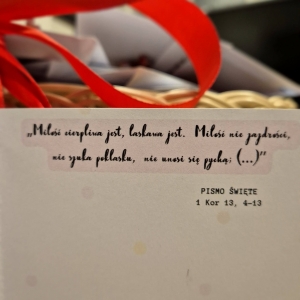 „Miłość cierpliwa jest, łaskawa jest. Miłość nie zazdrości,
nie szuka poklasku, nie unosi się pychą; (...)”
PISMO ŚWIĘTE
1 Kor 13, 4-13